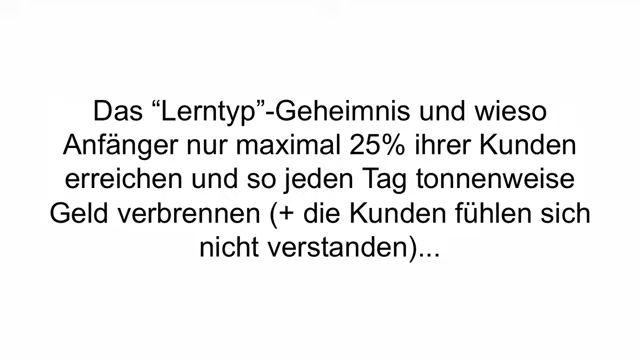 Das “Lerntyp”-Geheimnis und wieso
Anfänger nur maximal 25% ihrer Kunden
erreichen und so jeden Tag tonnenweise
Geld verbrennen (+ die Kunden fühlen sich
nicht verstanden)...